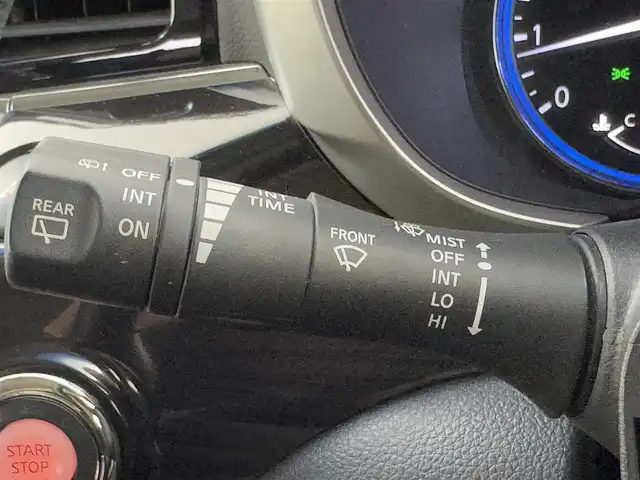 REAR
OFF
INT
ON
INT
TIME
FRONT
MIST
OFF
INT
LO
HI
1
0
C
START
STOP